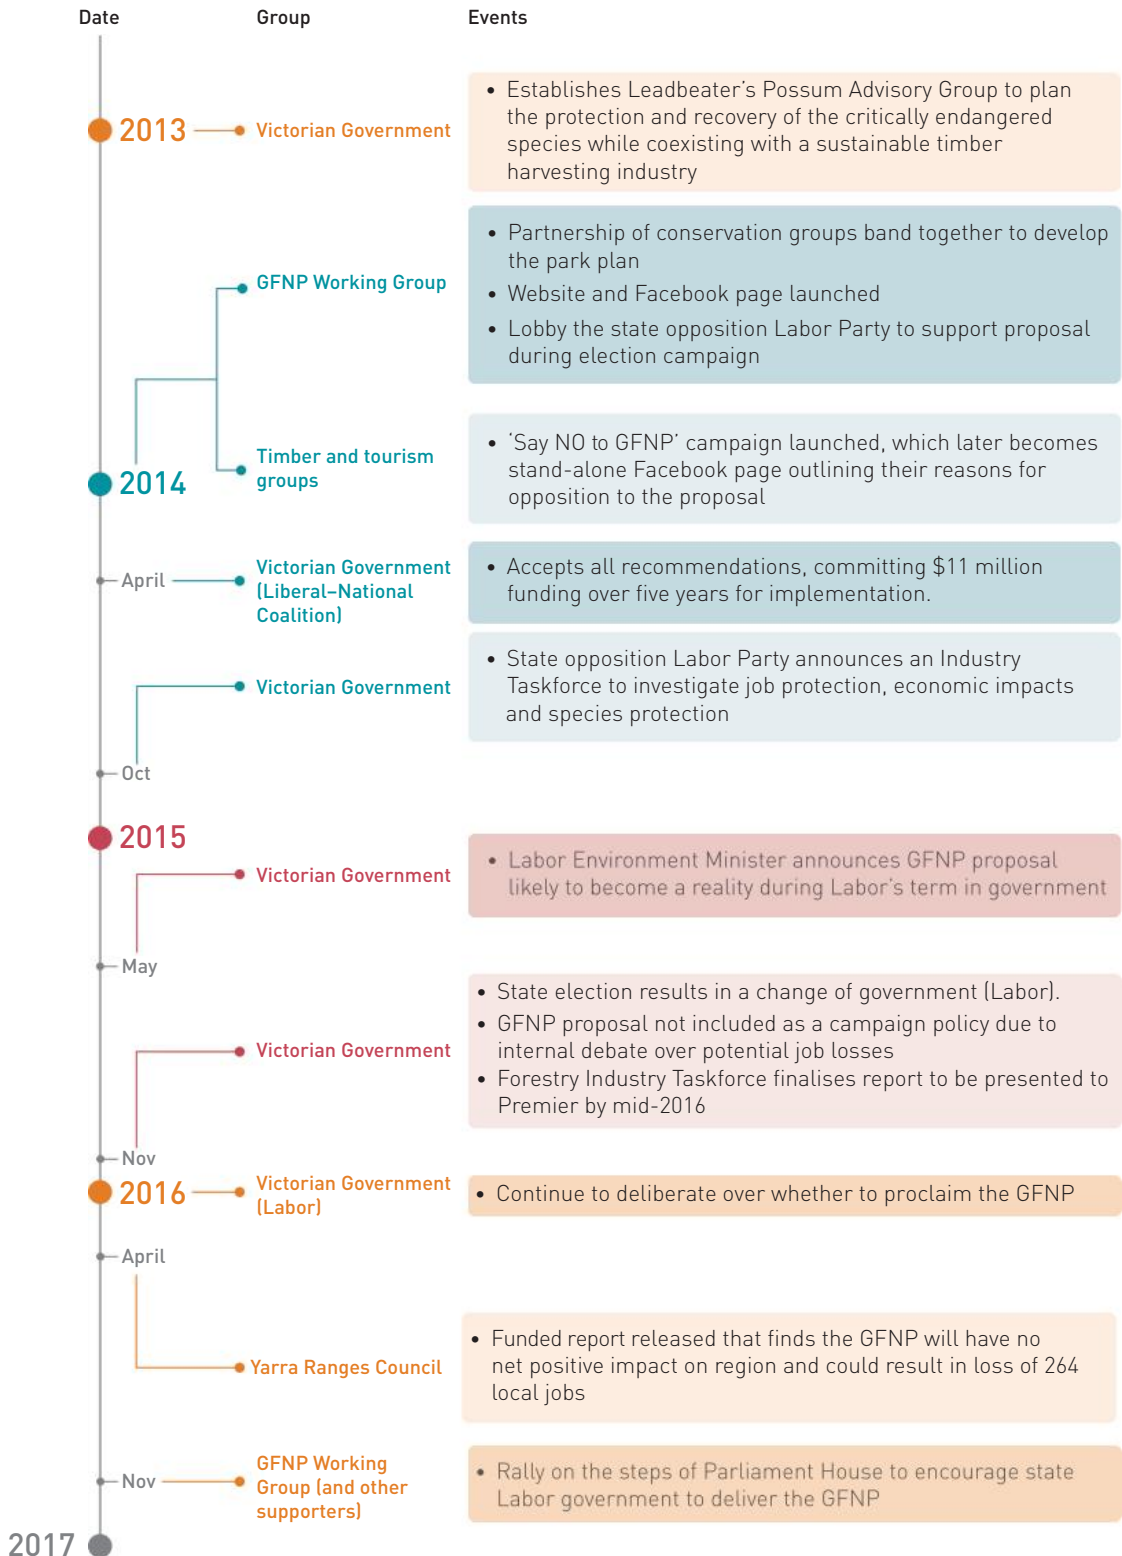 Date
Group
Events
2013
Victorian Government
• Establishes Leadbeater's Possum Advisory Group to plan
the protection and recovery of the critically endangered
species while coexisting with a sustainable timber
harvesting industry
GFNP Working Group
• Partnership of conservation groups band together to develop
the park plan
• Website and Facebook page launched
• Lobby the state opposition Labor Party to support proposal
during election campaign
2014
Timber and tourism
groups
• ‘Say NO to GFNP’ campaign launched, which later becomes
stand-alone Facebook page outlining their reasons for
opposition to the proposal
April
Victorian Government
(Liberal–National
Coalition)
• Accepts all recommendations, committing $11 million
funding over five years for implementation.
Victorian Government
• State opposition Labor Party announces an Industry
Taskforce to investigate job protection, economic impacts
and species protection
Oct
2015
Victorian Government
• Labor Environment Minister announces GFNP proposal
likely to become a reality during Labor's term in government
May
Victorian Government
• State election results in a change of government (Labor).
• GFNP proposal not included as a campaign policy due to
internal debate over potential job losses
• Forestry Industry Taskforce finalises report to be presented to
Premier by mid-2016
Nov
2016
Victorian Government
(Labor)
• Continue to deliberate over whether to proclaim the GFNP
April
Yarra Ranges Council
• Funded report released that finds the GFNP will have no
net positive impact on region and could result in loss of 264
local jobs
Nov
GFNP Working
Group (and other
supporters)
• Rally on the steps of Parliament House to encourage state
Labor government to deliver the GFNP
2017